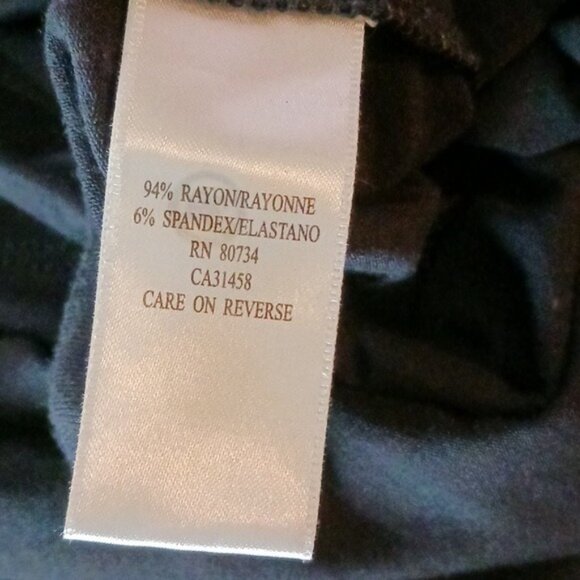 94% RAYON/RAYONNE
6% SPANDEX/ELASTANO
RN 80734
CA31458
CARE ON REVERSE